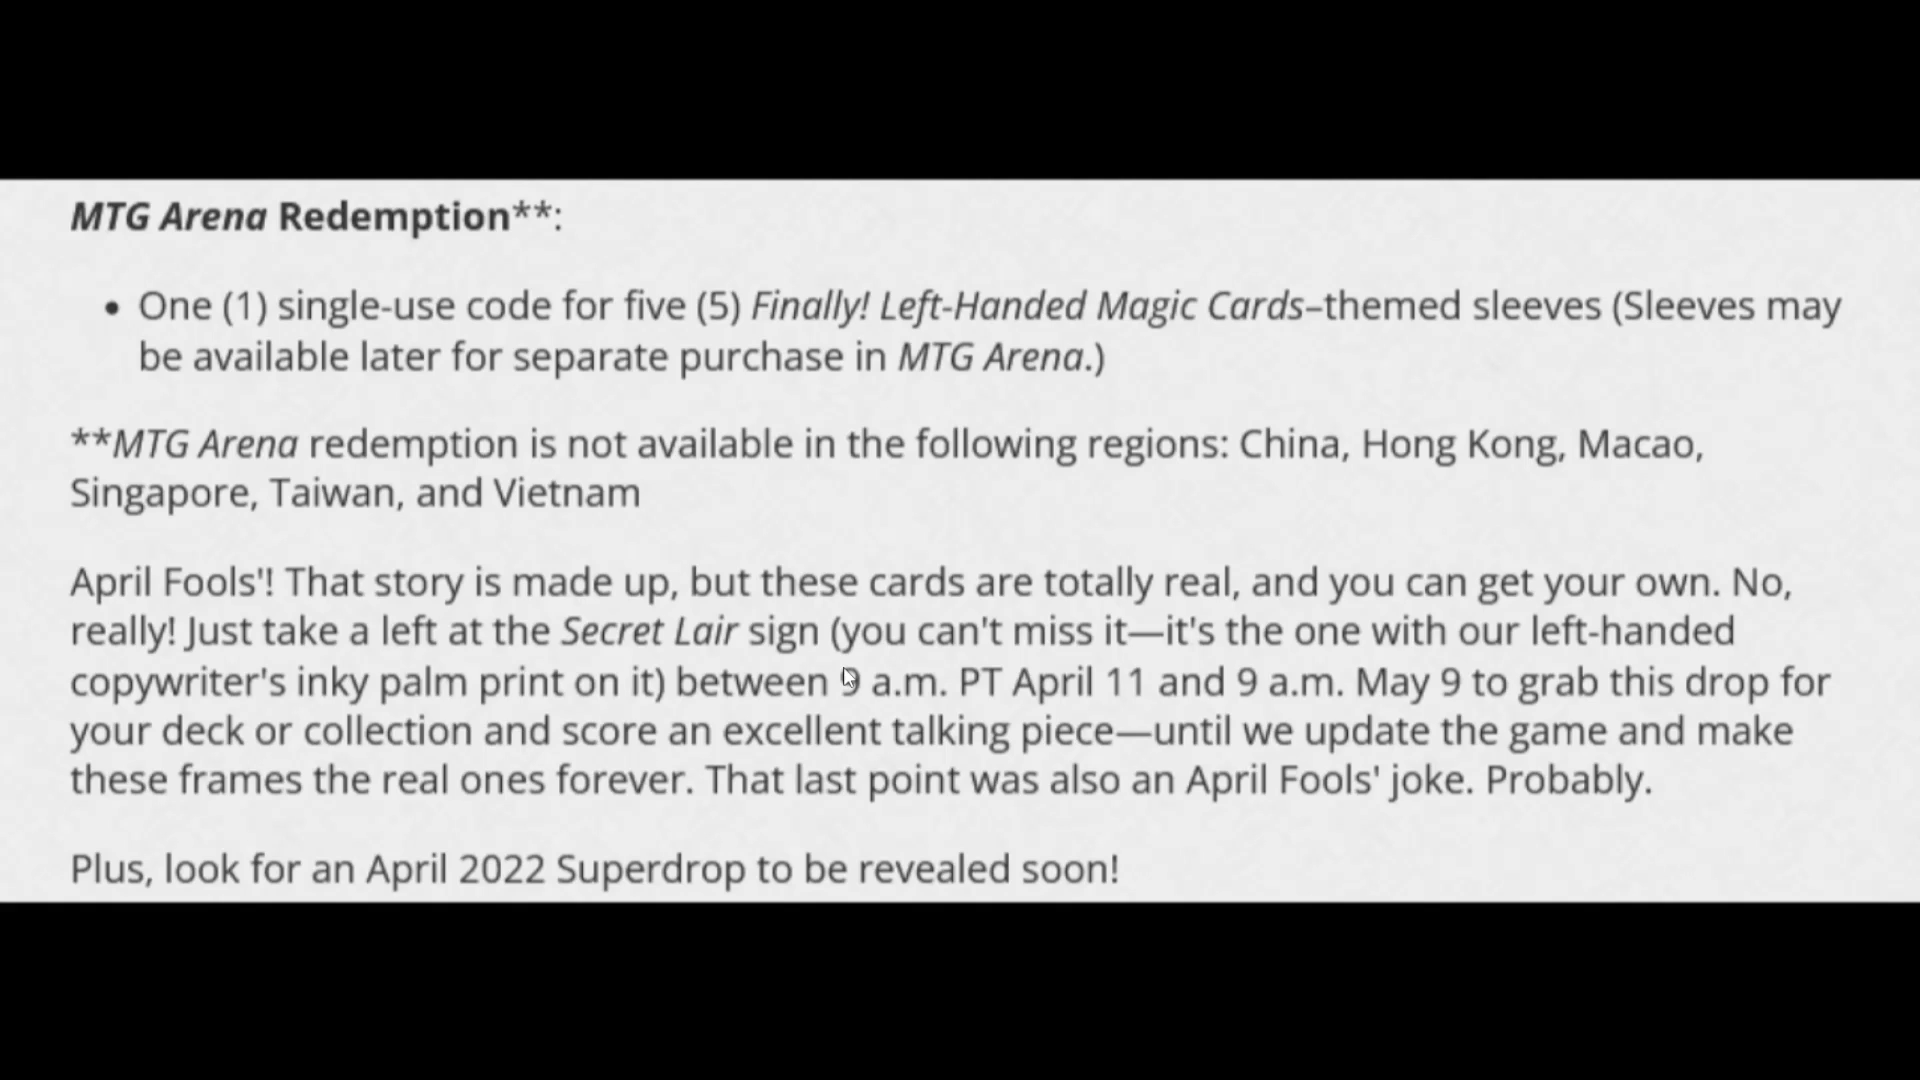 MTG Arena Redemption**:
• One (1) single-use code for five (5) Finally! Left-Handed Magic Cards–themed sleeves (Sleeves may
be available later for separate purchase in MTG Arena.)
**MTG Arena redemption is not available in the following regions: China, Hong Kong, Macao,
Singapore, Taiwan, and Vietnam
April Fools'! That story is made up, but these cards are totally real, and you can get your own. No,
really! Just take a left at the Secret Lair sign (you can't miss it—it's the one with our left-handed
copywriter's inky palm print on it) between 9 a.m. PT April 11 and 9 a.m. May 9 to grab this drop for
your deck or collection and score an excellent talking piece—until we update the game and make
these frames the real ones forever. That last point was also an April Fools' joke. Probably.
Plus, look for an April 2022 Superdrop to be revealed soon!